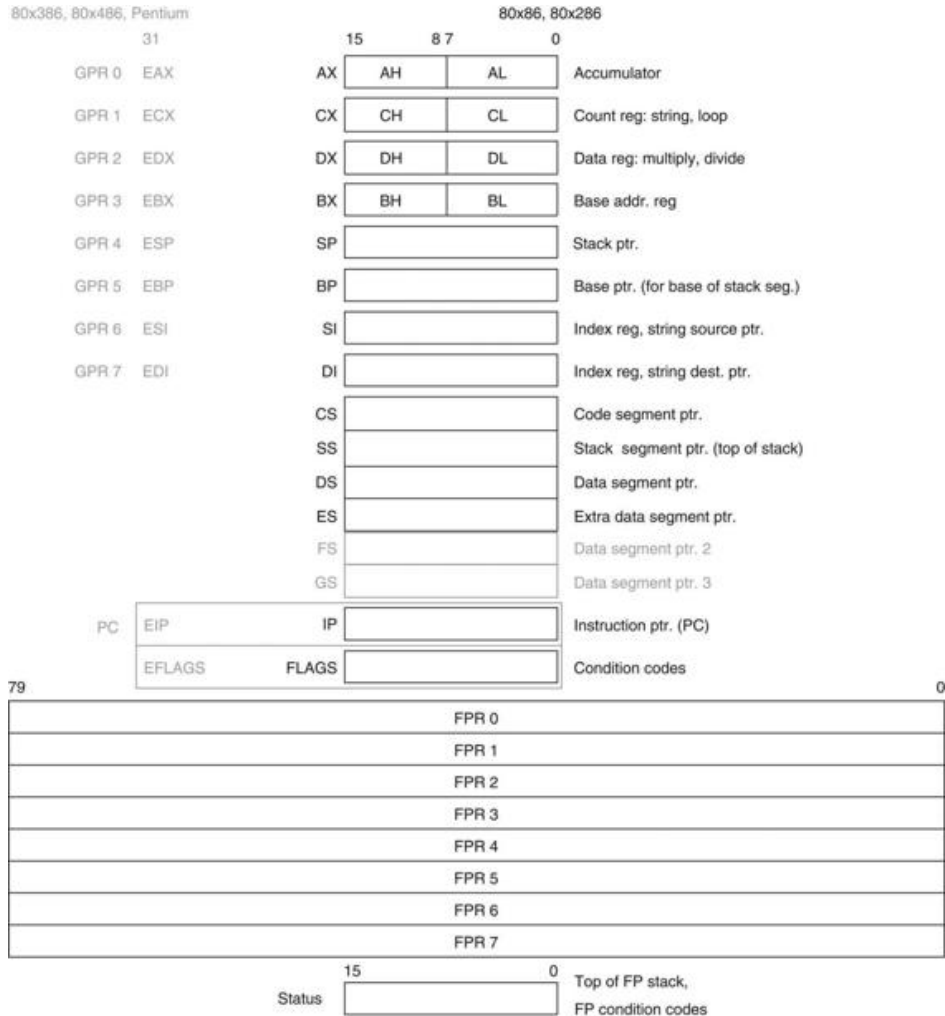 80x386, 80x486, Pentium 80x86, 80x286
31 15 8 7 0
GPR 0 EAX AX AH AL Accumulator
GPR 1 ECX CX CH CL Count reg: string, loop
GPR 2 EDX DX DH DL Data reg: multiply, divide
GPR 3 EBX BX BH BL Base addr. reg
GPR 4 ESP SP Stack ptr.
GPR 5 EBP BP Base ptr. (for base of stack seg.)
GPR 6 ESI SI Index reg, string source ptr.
GPR 7 EDI DI Index reg, string dest. ptr.
CS Code segment ptr.
SS Stack segment ptr. (top of stack)
DS Data segment ptr.
ES Extra data segment ptr.
FS Data segment ptr. 2
GS Data segment ptr. 3
PC EIP IP Instruction ptr. (PC)
EFLAGS FLAGS Condition codes
79 0
FPR 0
FPR 1
FPR 2
FPR 3
FPR 4
FPR 5
FPR 6
FPR 7
15 0
Status Top of FP stack,
FP condition codes